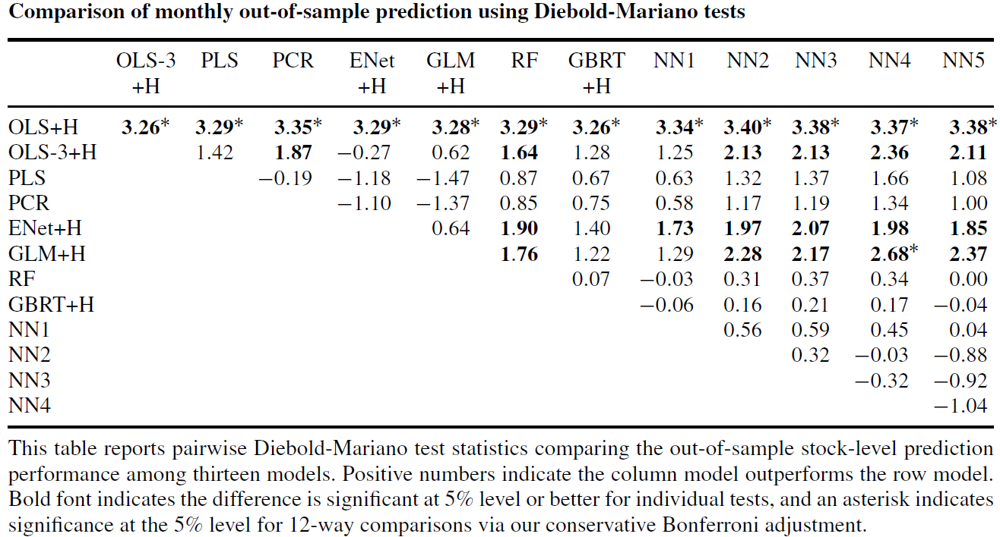 Comparison of monthly out-of-sample prediction using Diebold-Mariano tests
OLS-3 PLS PCR ENet GLM RF GBRT NN1 NN2 NN3 NN4 NN5
+H +H +H +H
OLS+H 3.26* 3.29* 3.35* 3.29* 3.28* 3.29* 3.26* 3.34* 3.40* 3.38* 3.37* 3.38*
OLS-3+H 1.42 1.87 −0.27 0.62 1.64 1.28 1.25 2.13 2.13 2.36 2.11
PLS −0.19 −1.18 −1.47 0.87 0.67 0.63 1.32 1.37 1.66 1.08
PCR −1.10 −1.37 0.85 0.75 0.58 1.17 1.19 1.34 1.00
ENet+H 0.64 1.90 1.40 1.73 1.97 2.07 1.98 1.85
GLM+H 1.76 1.22 1.29 2.28 2.17 2.68* 2.37
RF 0.07 −0.03 0.31 0.37 0.34 0.00
GBRT+H −0.06 0.16 0.21 0.17 −0.04
NN1 0.56 0.59 0.45 0.04
NN2 0.32 −0.03 −0.88
NN3 −0.32 −0.92
NN4 −1.04
This table reports pairwise Diebold-Mariano test statistics comparing the out-of-sample stock-level prediction
performance among thirteen models. Positive numbers indicate the column model outperforms the row model.
Bold font indicates the difference is significant at 5% level or better for individual tests, and an asterisk indicates
significance at the 5% level for 12-way comparisons via our conservative Bonferroni adjustment.